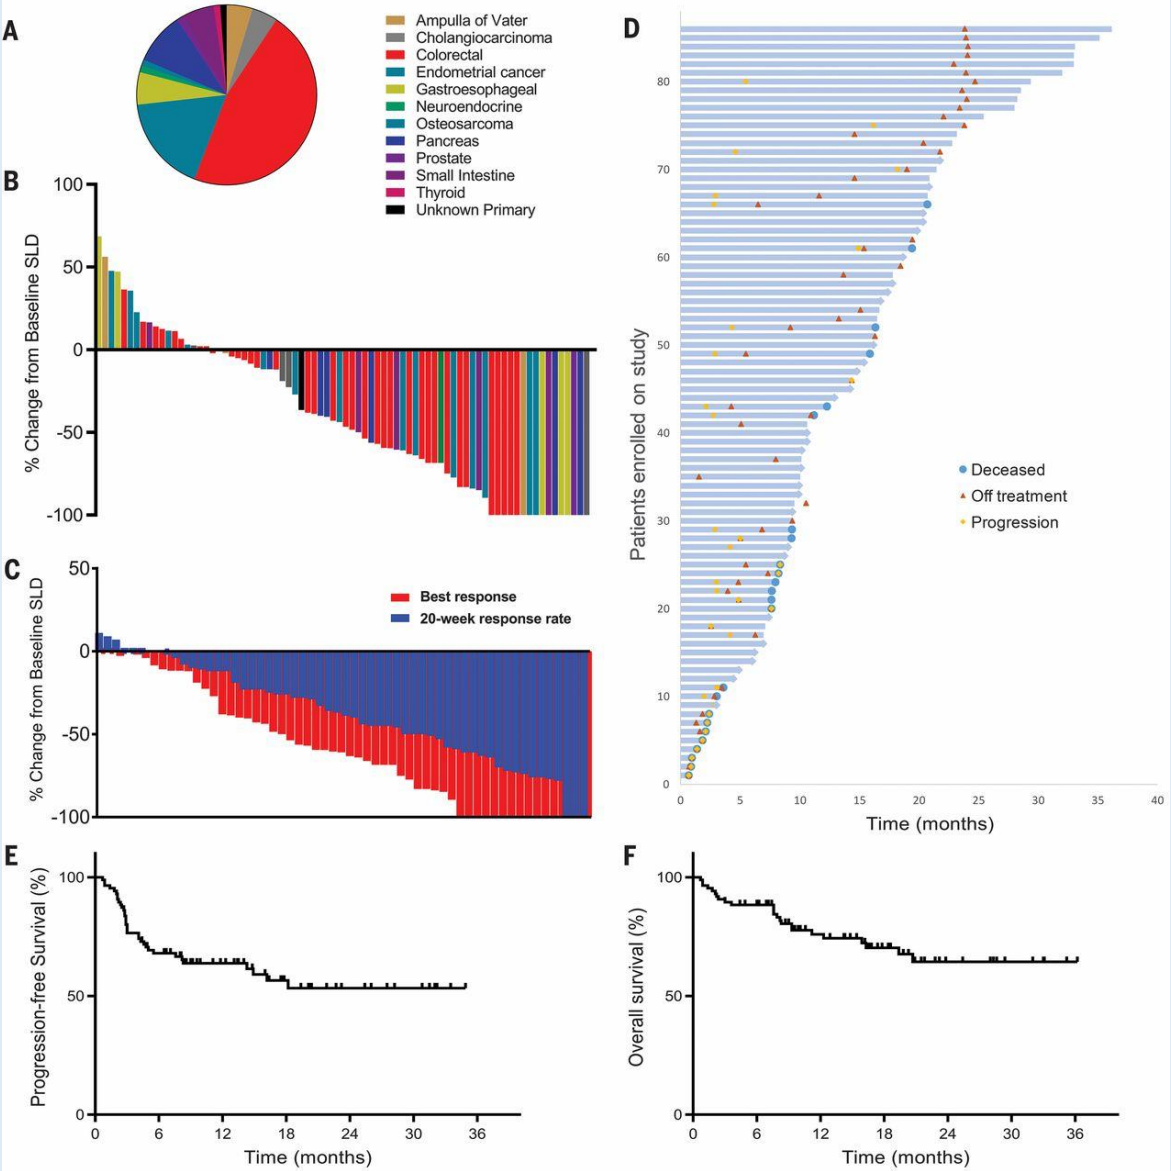 A
Ampulla of Vater
Cholangiocarcinoma
Colorectal
Endometrial cancer
Gastroesophageal
Neuroendocrine
Osteosarcoma
Pancreas
Prostate
Small Intestine
Thyroid
Unknown Primary
B
% Change from Baseline SLD
100
50
0
-50
-100
C
% Change from Baseline SLD
50
0
-50
-100
Best response
20-week response rate
D
Patients enrolled on study
80
70
60
50
40
30
20
10
0
0 5 10 15 20 25 30 35 40
Time (months)
Deceased
Off treatment
Progression
E
Progression-free Survival (%)
100
50
0
0 6 12 18 24 30 36
Time (months)
F
Overall survival (%)
100
50
0
0 6 12 18 24 30 36
Time (months)